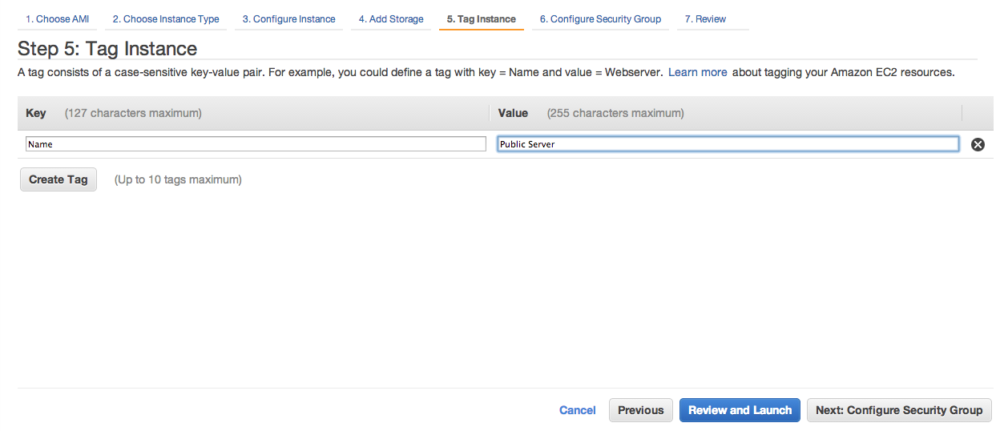 1. Choose AMI 2. Choose Instance Type 3. Configure Instance 4. Add Storage 5. Tag Instance 6. Configure Security Group 7. Review
Step 5: Tag Instance
A tag consists of a case-sensitive key-value pair. For example, you could define a tag with key = Name and value = Webserver. Learn more about tagging your Amazon EC2 resources.
Key (127 characters maximum) Value (255 characters maximum)
Name Public Server
Create Tag (Up to 10 tags maximum)
Cancel Previous Review and Launch Next: Configure Security Group